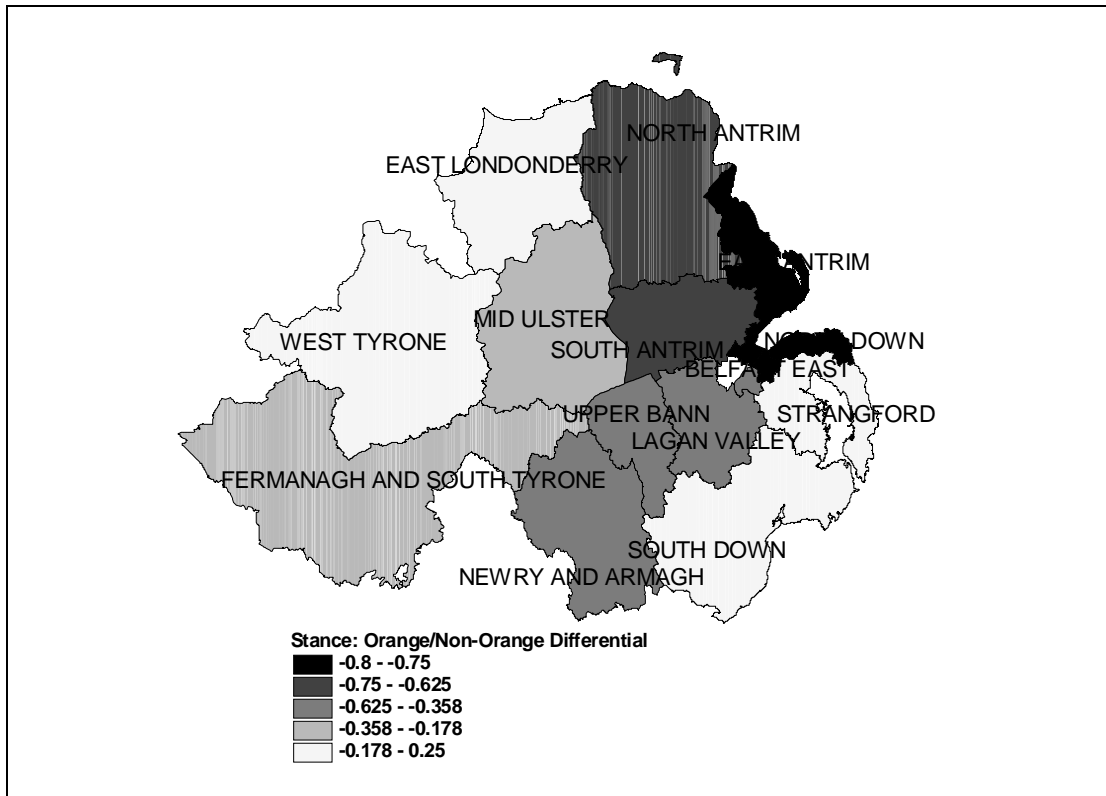 NORTH ANTRIM
EAST LONDONDERRY
ANTRIM
MID ULSTER
WEST TYRONE
SOUTH ANTRIM
DOWN
BELFAST EAST
UPPER BANN
STRANGFORD
LAGAN VALLEY
FERMANAGH AND SOUTH TYRONE
SOUTH DOWN
NEWRY AND ARMAGH
Stance: Orange/Non-Orange Differential
-0.8 - -0.75
-0.75 - -0.625
-0.625 - -0.358
-0.358 - -0.178
-0.178 - 0.25